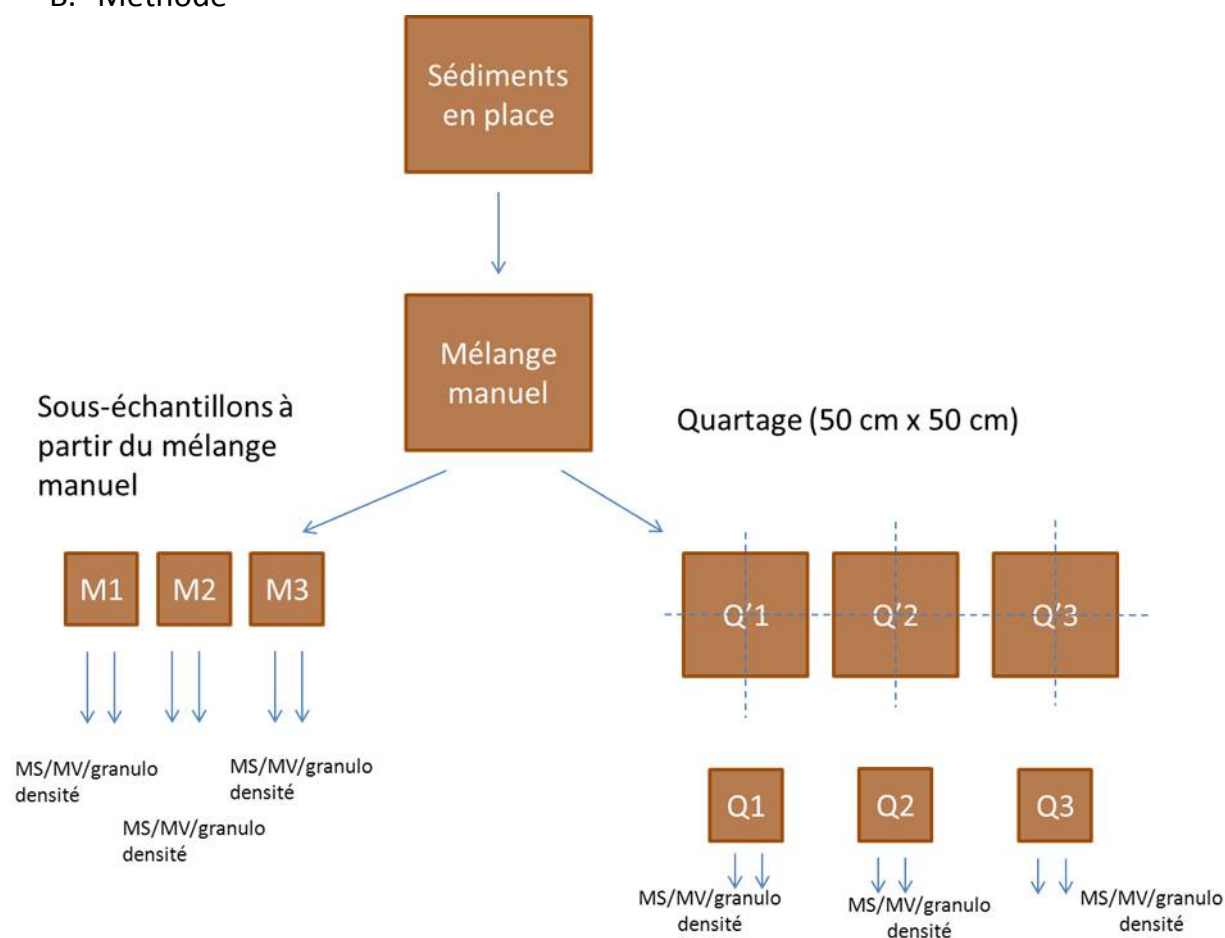 B. Méthode
Sédiments
en place
Mélange
manuel
Sous-échantillons à
partir du mélange
manuel
Quartage (50 cm x 50 cm)
M1
M2
M3
Q'1
Q'2
Q'3
MS/MV/granulo
densité
MS/MV/granulo
densité
MS/MV/granulo
densité
Q1
Q2
Q3
MS/MV/granulo
densité
MS/MV/granulo
densité
MS/MV/granulo
densité